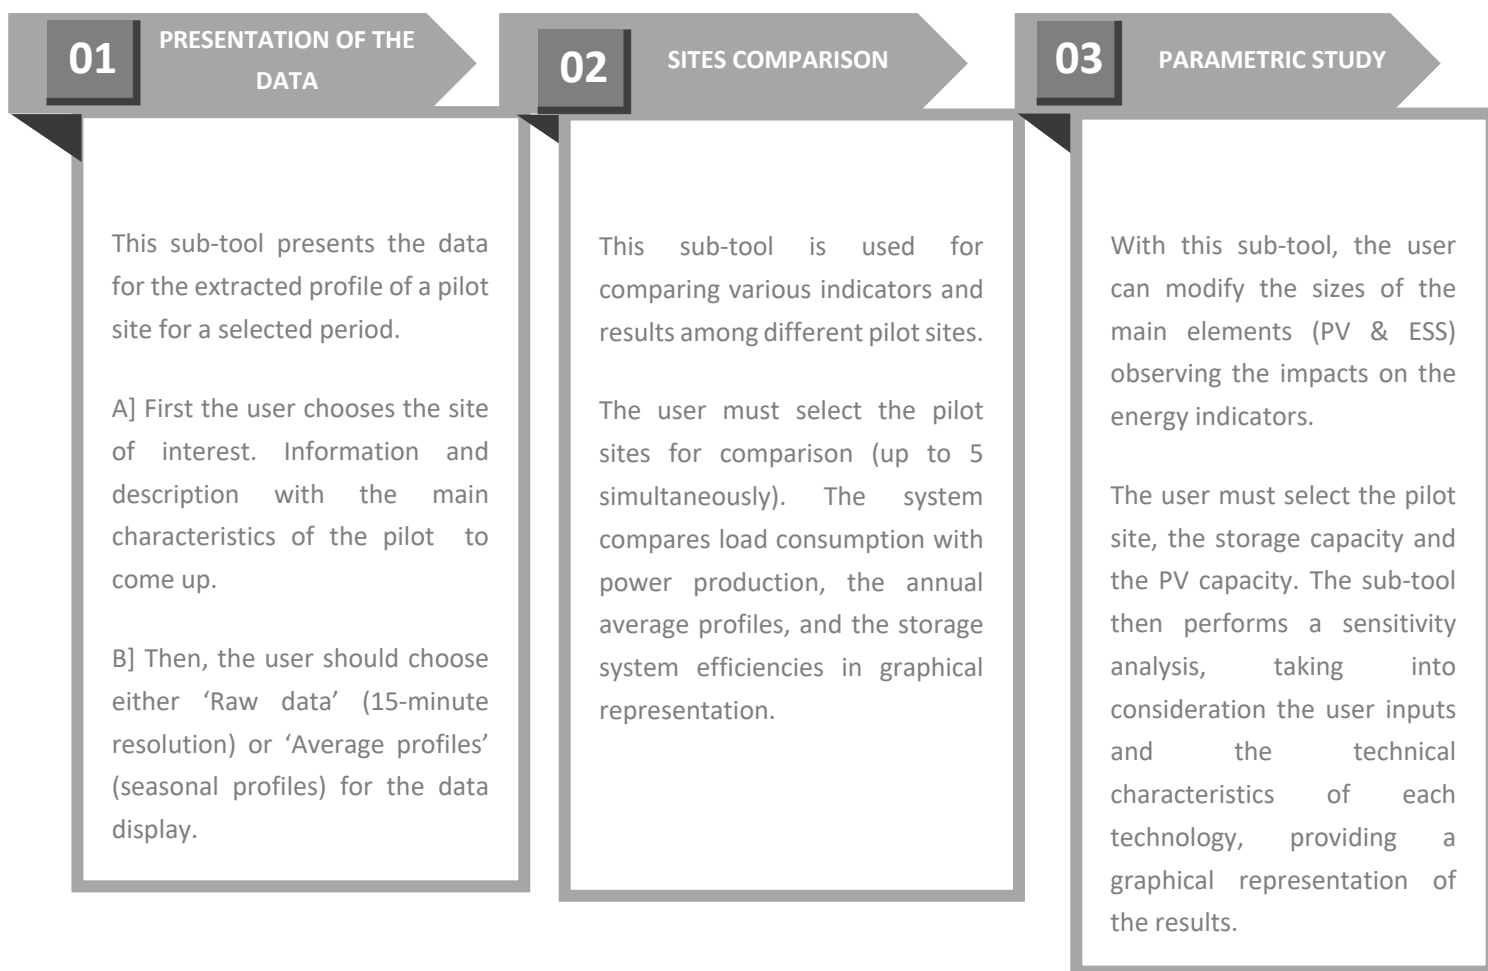 01
PRESENTATION OF THE
DATA
This sub-tool presents the data
for the extracted profile of a pilot
site for a selected period.
A] First the user chooses the site
of interest. Information and
description with the main
characteristics of the pilot to
come up.
B] Then, the user should choose
either ‘Raw data’ (15-minute
resolution) or ‘Average profiles’
(seasonal profiles) for the data
display.
02
SITES COMPARISON
This sub-tool is used for
comparing various indicators and
results among different pilot sites.
The user must select the pilot
sites for comparison (up to 5
simultaneously). The system
compares load consumption with
power production, the annual
average profiles, and the storage
system efficiencies in graphical
representation.
03
PARAMETRIC STUDY
With this sub-tool, the user
can modify the sizes of the
main elements (PV & ESS)
observing the impacts on the
energy indicators.
The user must select the pilot
site, the storage capacity and
the PV capacity. The sub-tool
then performs a sensitivity
analysis, taking into
consideration the user inputs
and the technical
characteristics of each
technology, providing a
graphical representation of
the results.